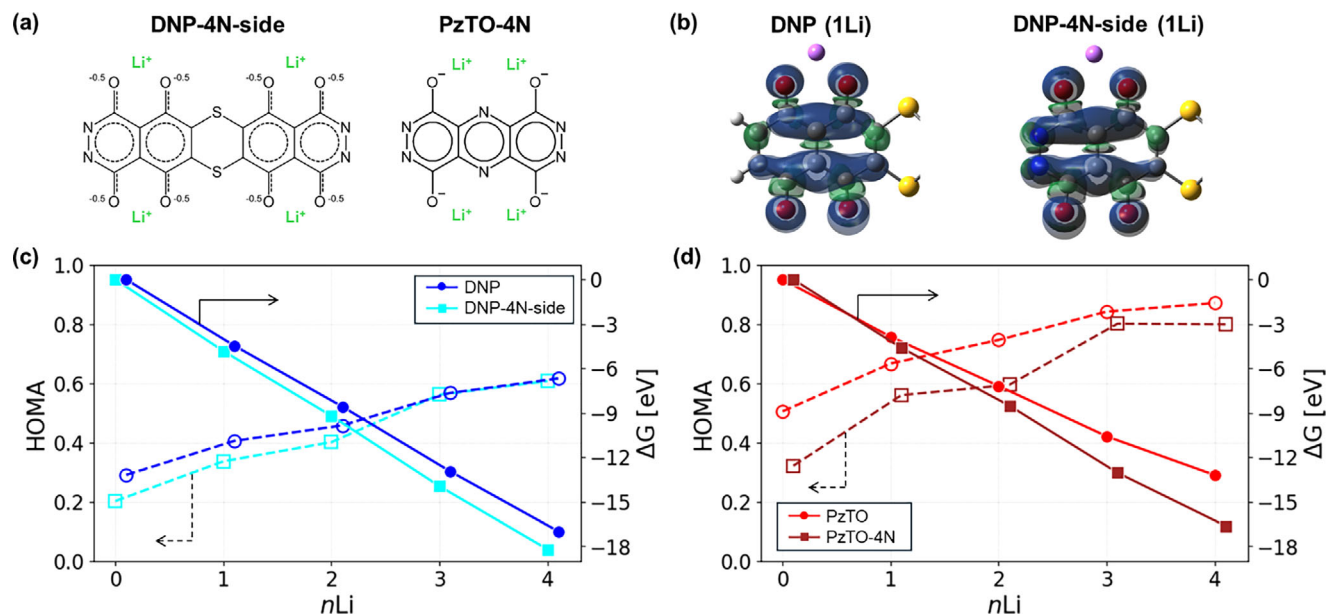 (a)
DNP-4N-side
PzTO-4N
Li⁺ Li⁺ Li⁺ Li⁺
-0.5 O O -0.5 -0.5 O O -0.5 O⁻ O⁻
N S N N N N
N S N N N N
-0.5 O O -0.5 -0.5 O O -0.5 O⁻ O⁻
Li⁺ Li⁺ Li⁺ Li⁺
(b)
DNP (1Li)
DNP-4N-side (1Li)
(c)
HOMA
1.0
0.8
0.6
0.4
0.2
0.0
DNP
DNP-4N-side
0
−3
−6
−9
−12
−15
−18
ΔG [eV]
0 1 2 3 4
nLi
(d)
HOMA
1.0
0.8
0.6
0.4
0.2
0.0
PzTO
PzTO-4N
0
−3
−6
−9
−12
−15
−18
ΔG [eV]
0 1 2 3 4
nLi